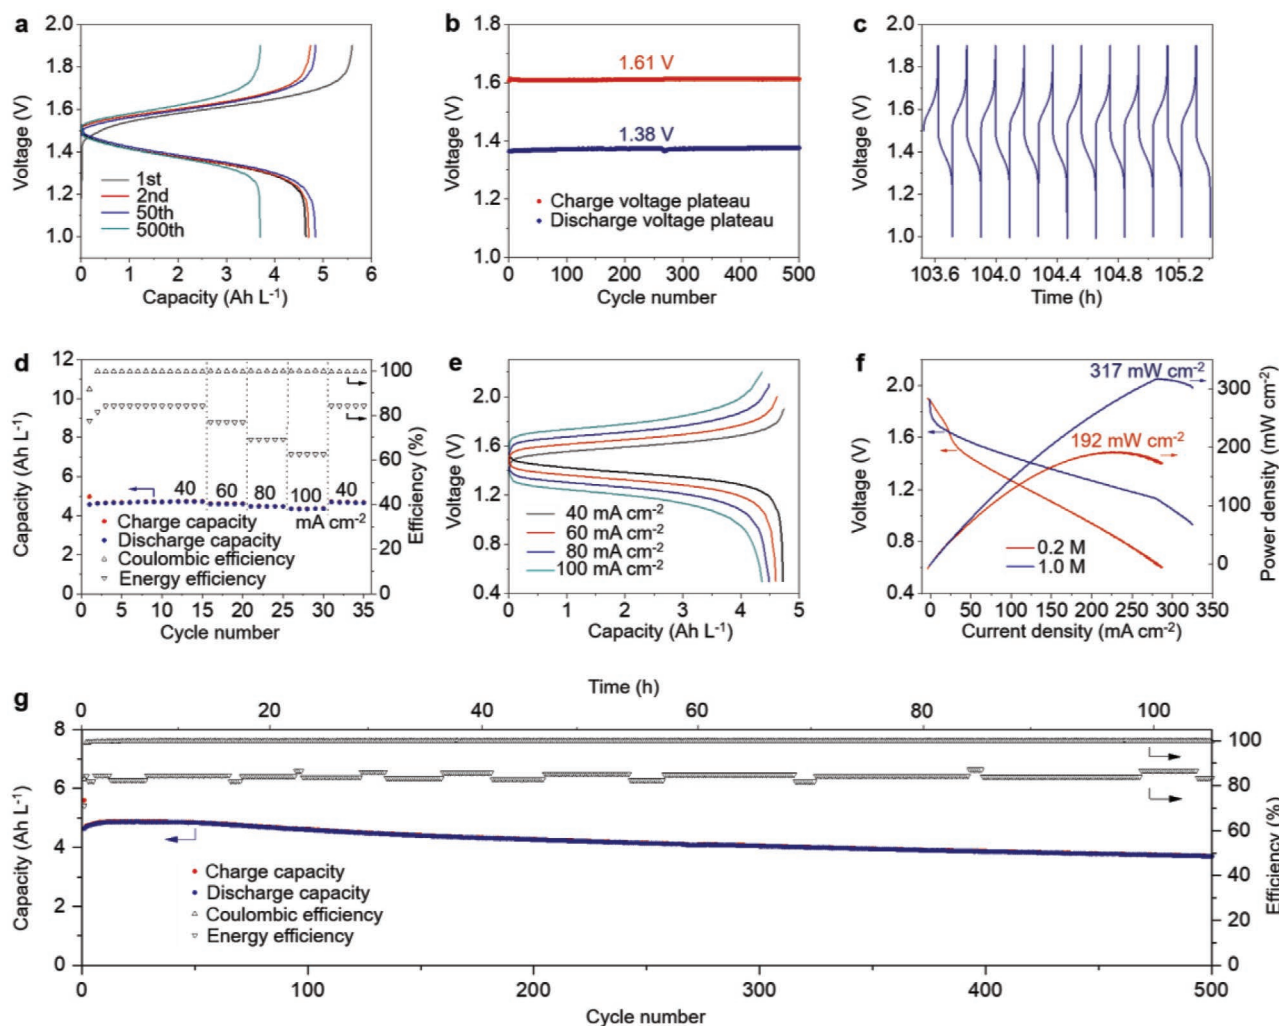 a
2.0
1.8
1.6
1.4
1.2
1.0
Voltage (V)
1st
2nd
50th
500th
0 1 2 3 4 5 6
Capacity (Ah L-1)
b
1.8
1.6
1.4
1.2
1.0
Voltage (V)
1.61 V
1.38 V
Charge voltage plateau
Discharge voltage plateau
0 100 200 300 400 500
Cycle number
c
2.0
1.8
1.6
1.4
1.2
1.0
Voltage (V)
103.6 104.0 104.4 104.8 105.2
Time (h)
d
12
10
8
6
4
2
0
Capacity (Ah L-1)
100
80
60
40
20
0
Efficiency (%)
40 60 80 100 40
mA cm-2
Charge capacity
Discharge capacity
Coulombic efficiency
Energy efficiency
0 5 10 15 20 25 30 35
Cycle number
e
2.4
2.0
1.6
1.2
0.8
0.4
Voltage (V)
40 mA cm-2
60 mA cm-2
80 mA cm-2
100 mA cm-2
0 1 2 3 4 5
Capacity (Ah L-1)
f
2.0
1.6
1.2
0.8
0.4
Voltage (V)
317 mW cm-2
192 mW cm-2
0.2 M
1.0 M
300
200
100
0
Power density (mW cm-2)
0 50 100 150 200 250 300 350
Current density (mA cm-2)
g
Time (h)
0 20 40 60 80 100
8
6
4
2
0
Capacity (Ah L-1)
100
80
60
40
20
0
Efficiency (%)
Charge capacity
Discharge capacity
Coulombic efficiency
Energy efficiency
0 100 200 300 400 500
Cycle number